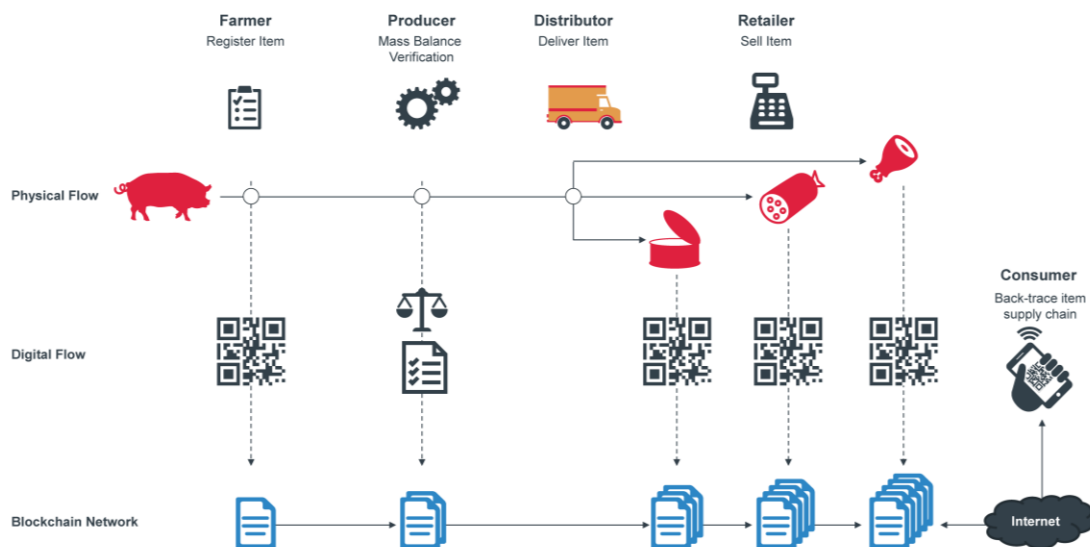 Farmer
Register Item
Producer
Mass Balance
Verification
Distributor
Deliver Item
Retailer
Sell Item
Physical Flow
Consumer
Back-trace item
supply chain
Digital Flow
Blockchain Network
Internet